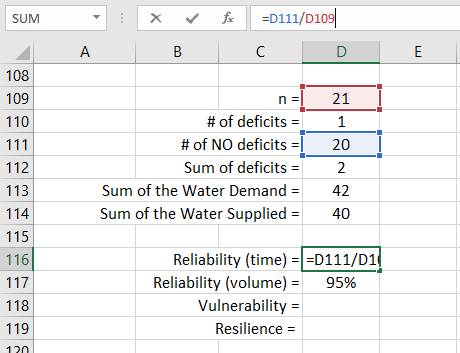 SUM fx =D111/D109
A B C D E
108
109 n = 21
110 # of deficits = 1
111 # of NO deficits = 20
112 Sum of deficits = 2
113 Sum of the Water Demand = 42
114 Sum of the Water Supplied = 40
115
116 Reliability (time) = =D111/D10
117 Reliability (volume) = 95%
118 Vulnerability =
119 Resilience =
120